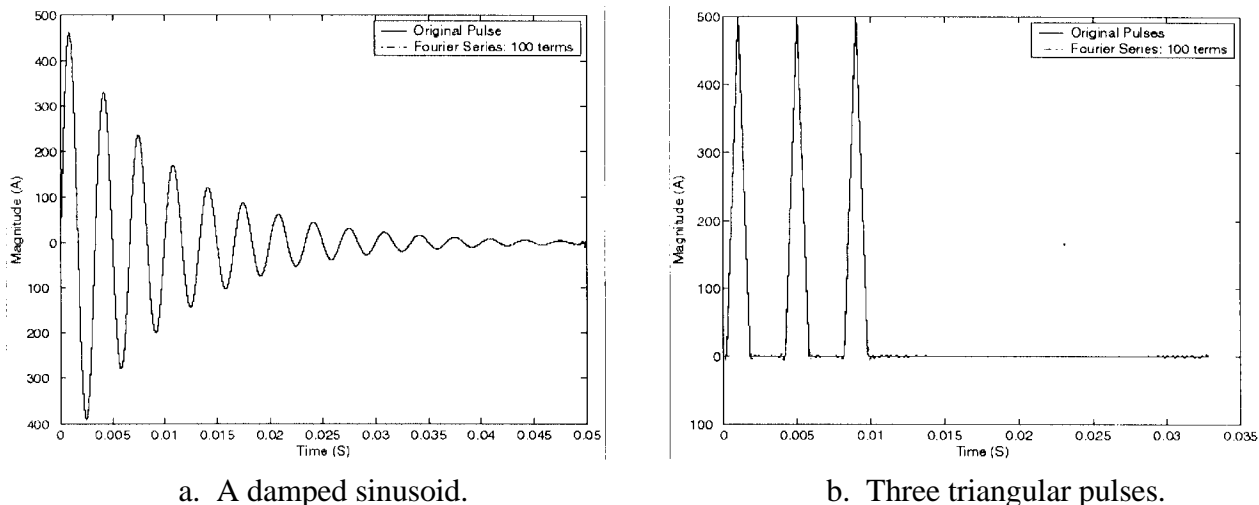 500
400
300
200
100
0
100
200
300
400
Magnitude (A)
Original Pulse
Fourier Series: 100 terms
0 0.005 0.01 0.015 0.02 0.025 0.03 0.035 0.04 0.045 0.05
Time (S)
a. A damped sinusoid.
500
400
300
200
100
0
100
Magnitude (A)
Original Pulses
Fourier Series: 100 terms
0 0.005 0.01 0.015 0.02 0.025 0.03 0.035
Time (S)
b. Three triangular pulses.